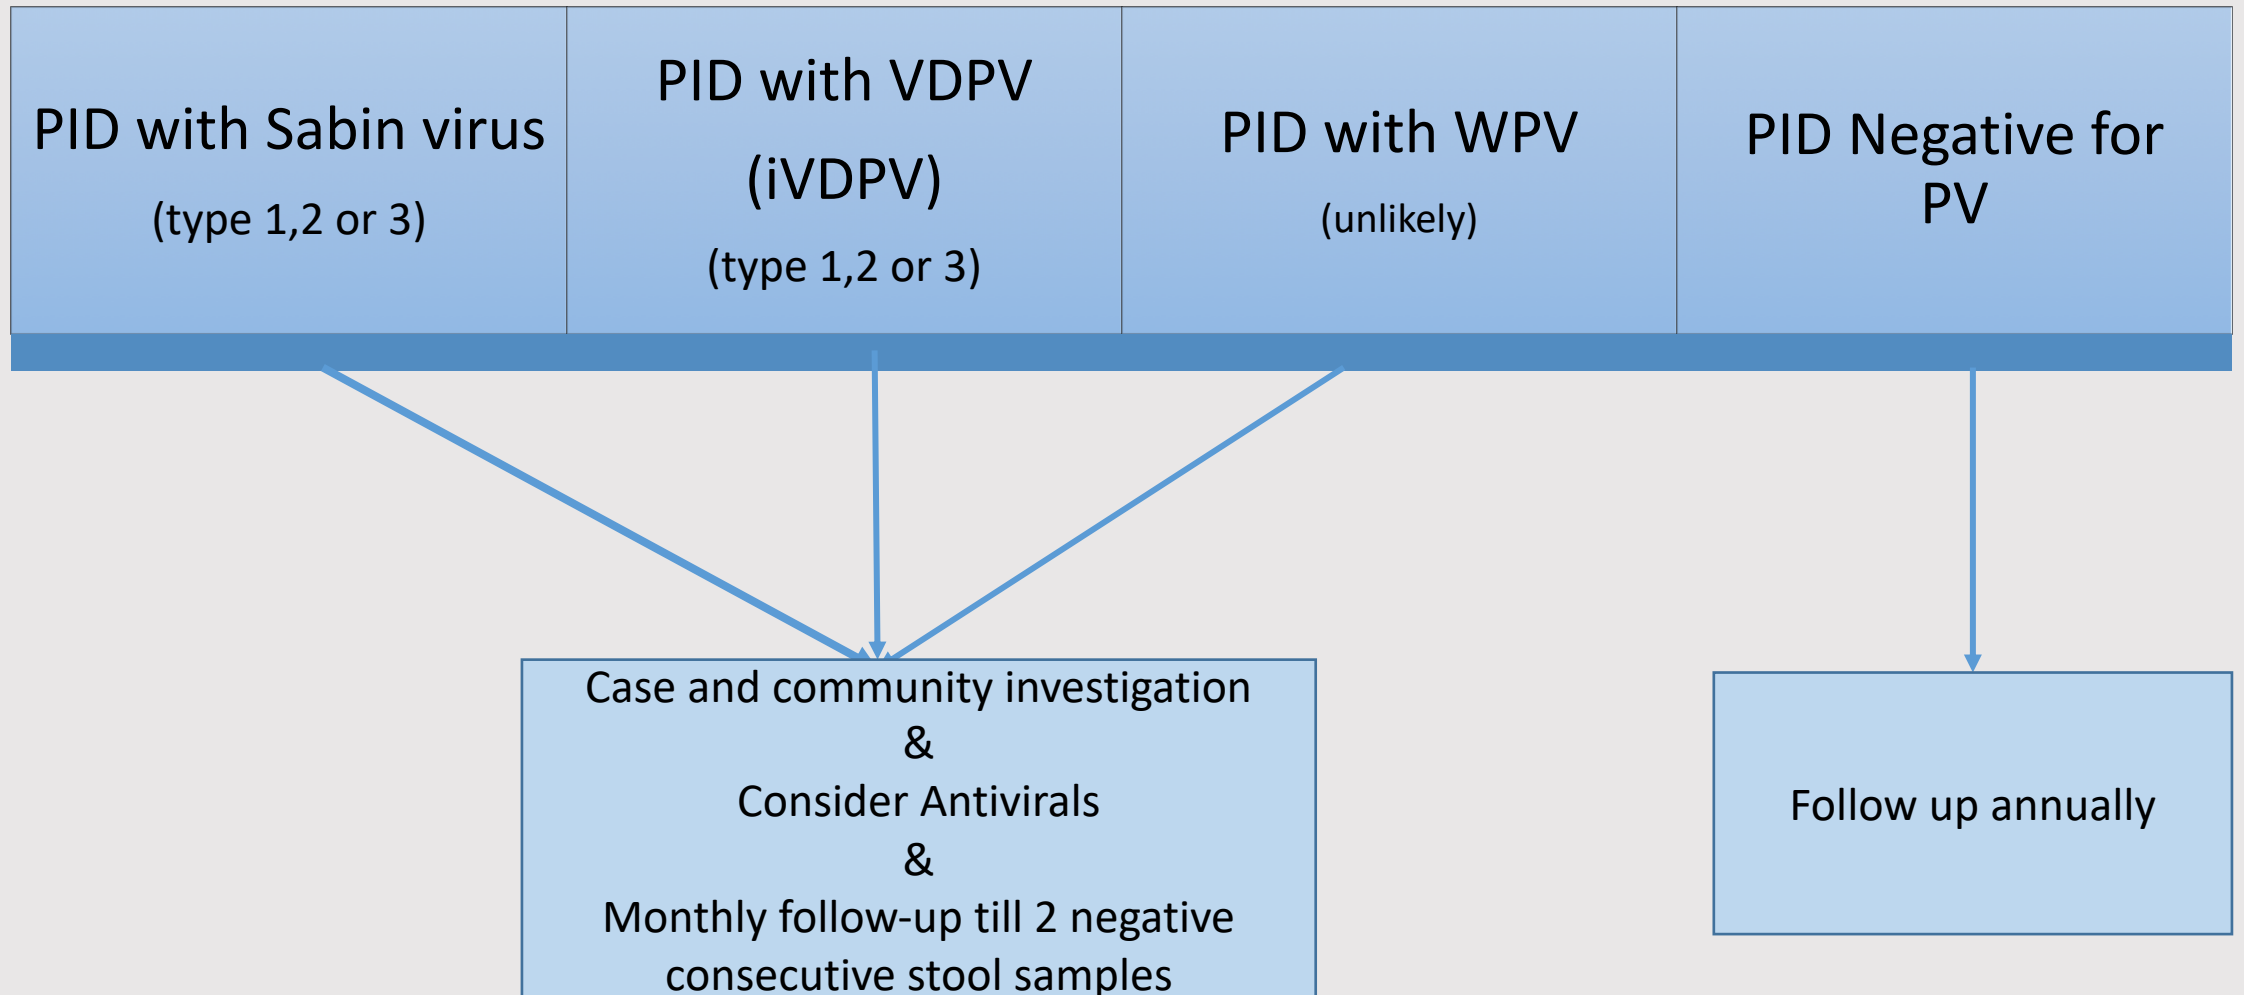 PID with Sabin virus
(type 1,2 or 3)
PID with VDPV
(iVDPV)
(type 1,2 or 3)
PID with WPV
(unlikely)
PID Negative for
PV
Case and community investigation
&
Consider Antivirals
&
Monthly follow-up till 2 negative
consecutive stool samples
Follow up annually